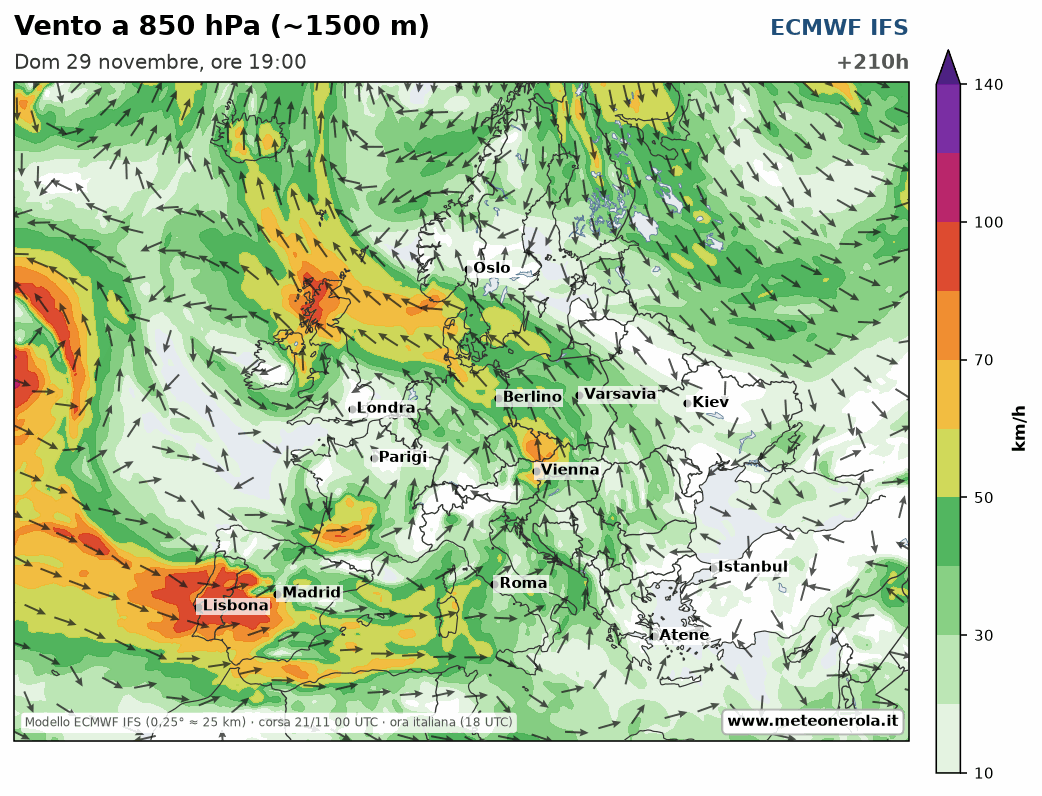 Vento a 850 hPa (~1500 m)
ECMWF IFS
Dom 29 novembre, ore 19:00
+210h
140
100
70
50
30
10
km/h
Oslo
Berlino
Varsavia
Kiev
Londra
Parigi
Vienna
Istanbul
Roma
Madrid
Lisbona
Atene
Modello ECMWF IFS (0,25° ≈ 25 km) · corsa 21/11 00 UTC · ora italiana (18 UTC)
www.meteonerola.it